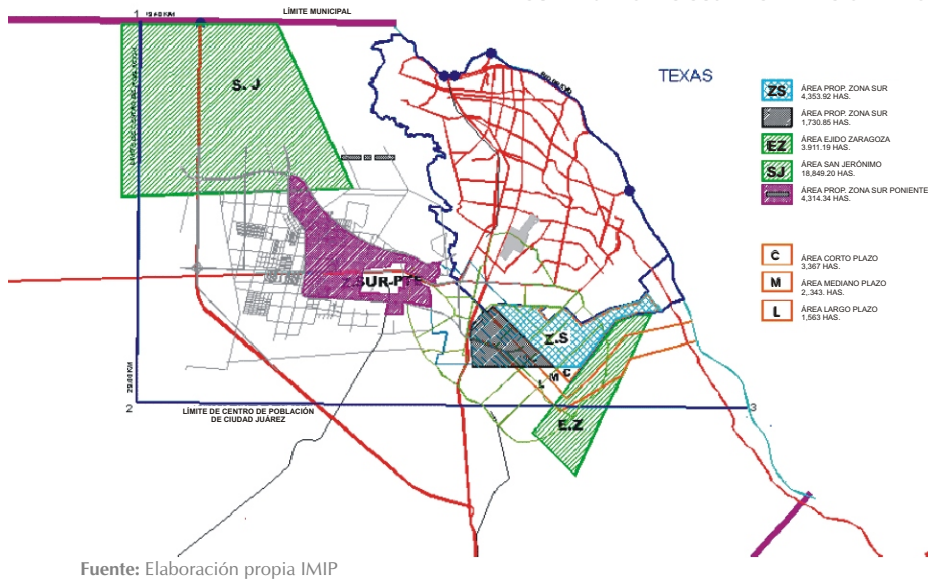 1
LÍMITE MUNICIPAL
S.J
TEXAS
ZS
ÁREA PROP. ZONA SUR
4,353.92 HAS.
ÁREA PROP. ZONA SUR
1,730.85 HAS.
EZ
ÁREA EJIDO ZARAGOZA
3.911.19 HAS.
SJ
ÁREA SAN JERÓNIMO
18,849.20 HAS.
ÁREA PROP. ZONA SUR PONIENTE
4,314.34 HAS.
C
ÁREA CORTO PLAZO
3,367 HAS.
M
ÁREA MEDIANO PLAZO
2,.343. HAS.
L
ÁREA LARGO PLAZO
1,563 HAS.
Z.SUR-PTE
Z.S
C
M
L
E.Z
2
LÍMITE DE CENTRO DE POBLACIÓN
DE CIUDAD JUÁREZ
3
Fuente: Elaboración propia IMIP